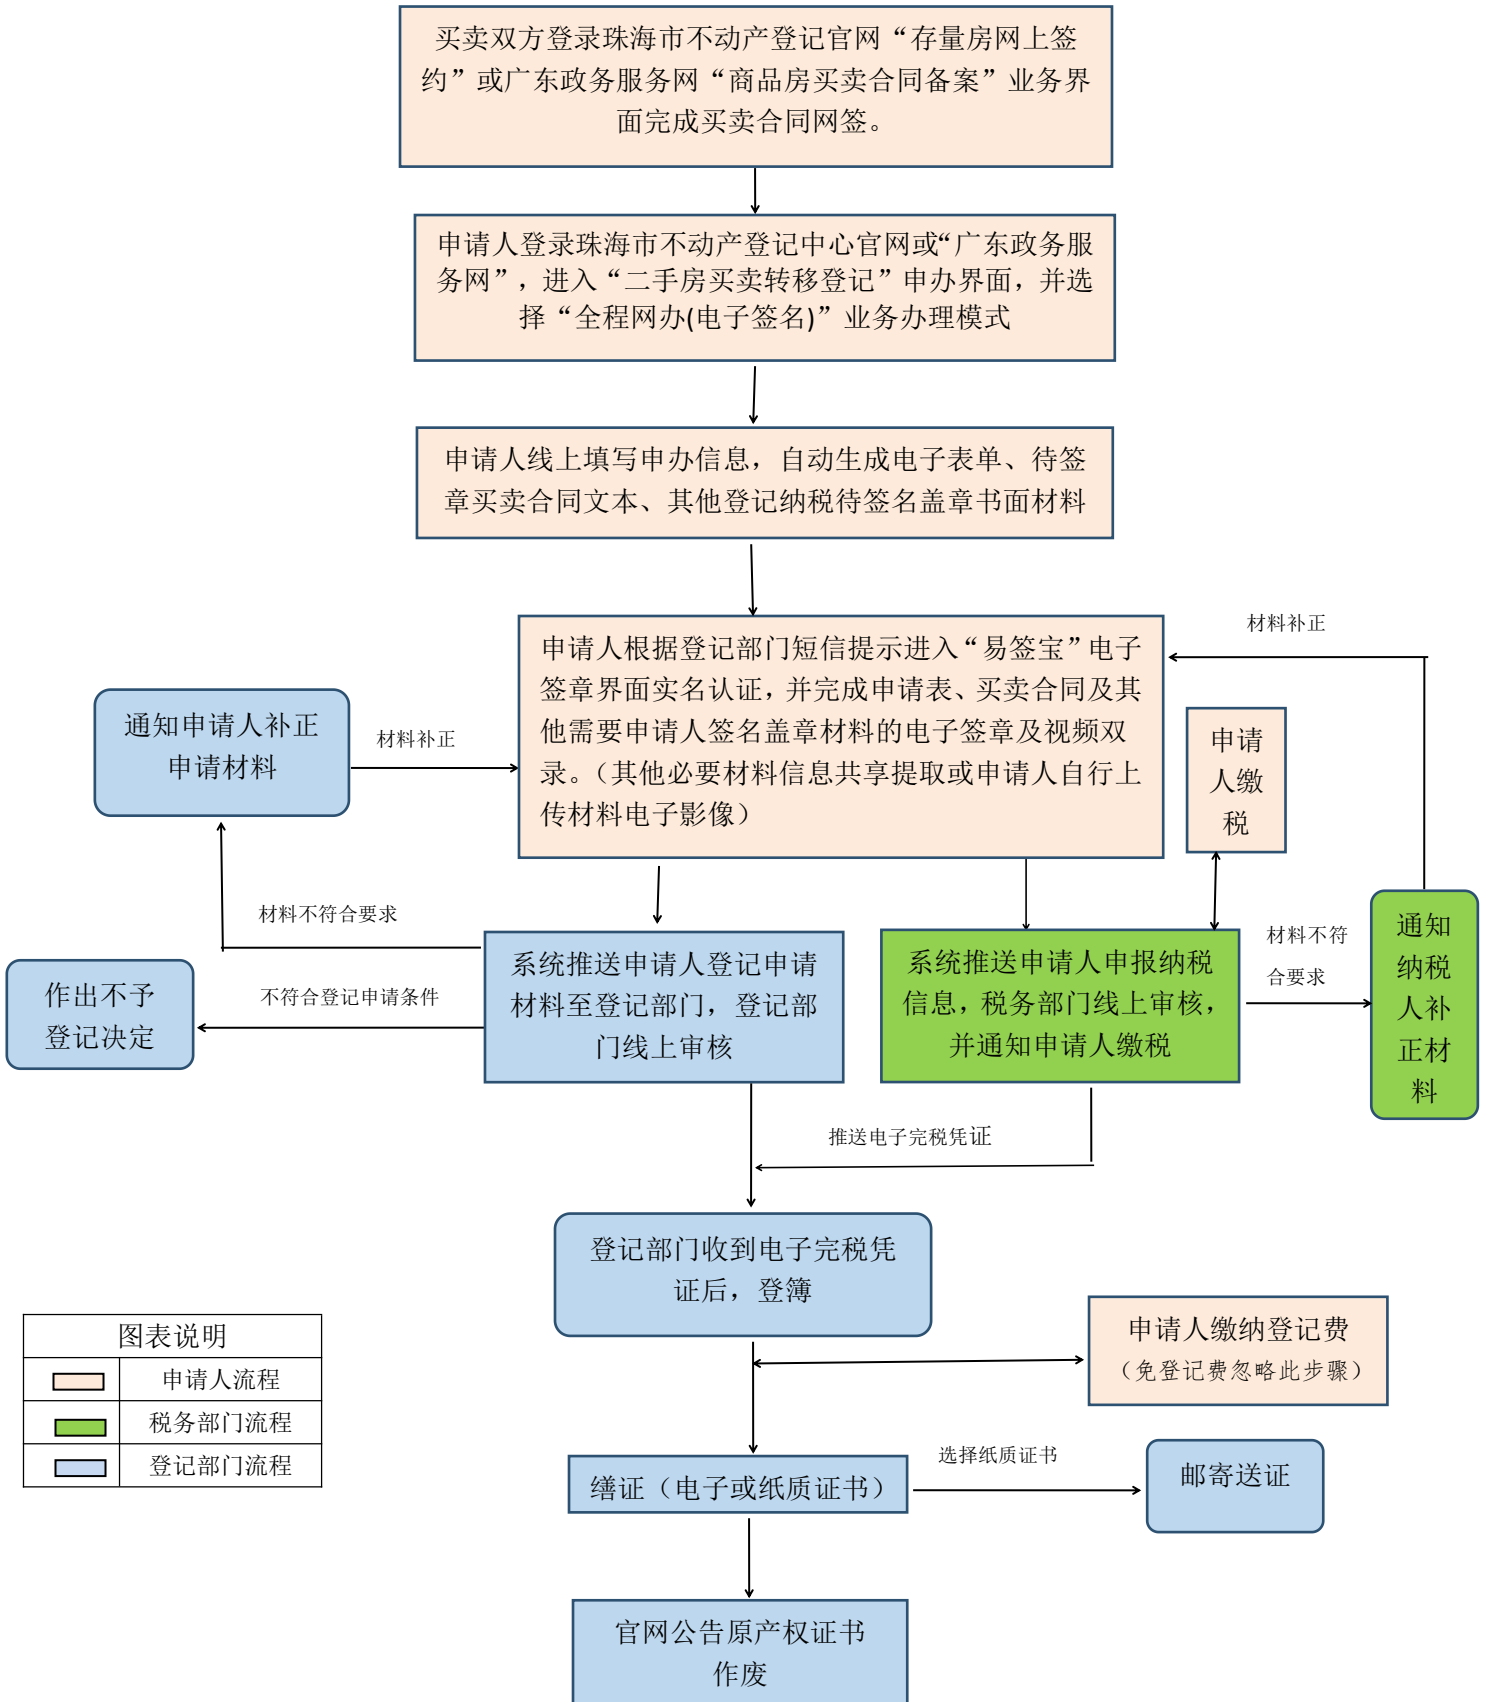 买卖双方登录珠海市不动产登记官网“存量房网上签
约”或广东政务服务网“商品房买卖合同备案”业务界
面完成买卖合同网签。
申请人登录珠海市不动产登记中心官网或“广东政务服
务网”，进入“二手房买卖转移登记”申办界面，并选
择“全程网办(电子签名)”业务办理模式
申请人线上填写申办信息，自动生成电子表单、待签
章买卖合同文本、其他登记纳税待签名盖章书面材料
申请人根据登记部门短信提示进入“易签宝”电子
签章界面实名认证，并完成申请表、买卖合同及其
他需要申请人签名盖章材料的电子签章及视频双
录。（其他必要材料信息共享提取或申请人自行上
传材料电子影像）
材料补正
通知申请人补正
申请材料
材料补正
申请
人缴
税
材料不符合要求
不符合登记申请条件
作出不予
登记决定
系统推送申请人登记申请
材料至登记部门，登记部
门线上审核
系统推送申请人申报纳税
信息，税务部门线上审核，
并通知申请人缴税
材料不符
合要求
通知
纳税
人补
正材
料
推送电子完税凭证
登记部门收到电子完税凭
证后，登簿
申请人缴纳登记费
（免登记费忽略此步骤）
图表说明
申请人流程
税务部门流程
登记部门流程
缮证（电子或纸质证书）
选择纸质证书
邮寄送证
官网公告原产权证书
作废